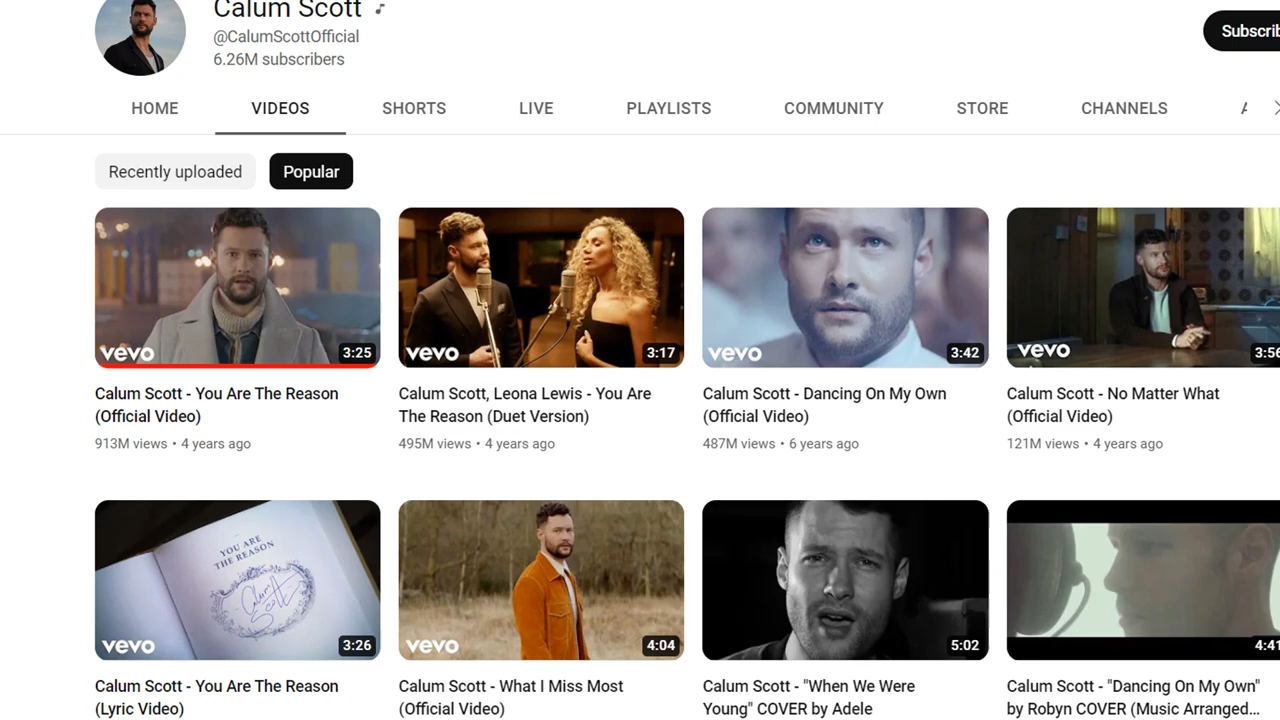 Calum Scott
@CalumScottOfficial
6.26M subscribers
Subscrib
HOME VIDEOS SHORTS LIVE PLAYLISTS COMMUNITY STORE CHANNELS
Recently uploaded Popular
vevo 3:25 vevo 3:17 vevo 3:42 vevo 3:56
Calum Scott - You Are The Reason
(Official Video)
913M views • 4 years ago
Calum Scott, Leona Lewis - You Are
The Reason (Duet Version)
495M views • 4 years ago
Calum Scott - Dancing On My Own
(Official Video)
487M views • 6 years ago
Calum Scott - No Matter What
(Official Video)
121M views • 4 years ago
YOU ARE
THE REASON
Calum
Scott
vevo 3:26 vevo 4:04 5:02 4:41
Calum Scott - You Are The Reason
(Lyric Video)
Calum Scott - What I Miss Most
(Official Video)
Calum Scott - "When We Were
Young" COVER by Adele
Calum Scott - "Dancing On My Own"
by Robyn COVER (Music Arranged...